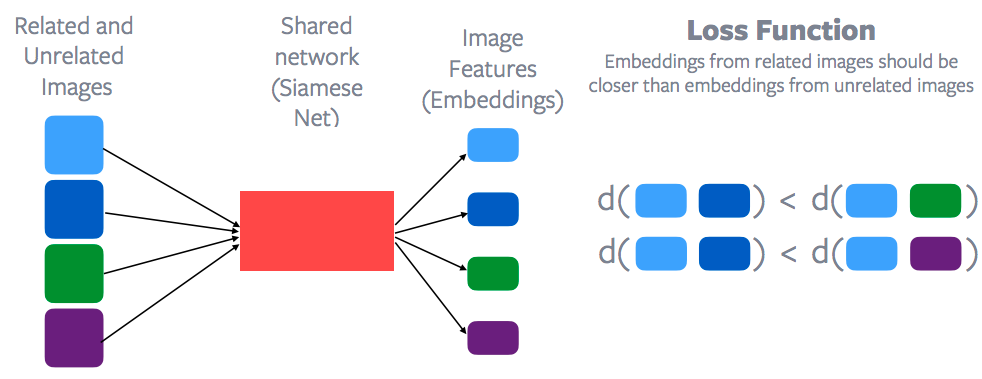 Related and
Unrelated
Images
Shared
network
(Siamese
Net)
Image
Features
(Embeddings)
Loss Function
Embeddings from related images should be
closer than embeddings from unrelated images
d( ) < d( )
d( ) < d( )